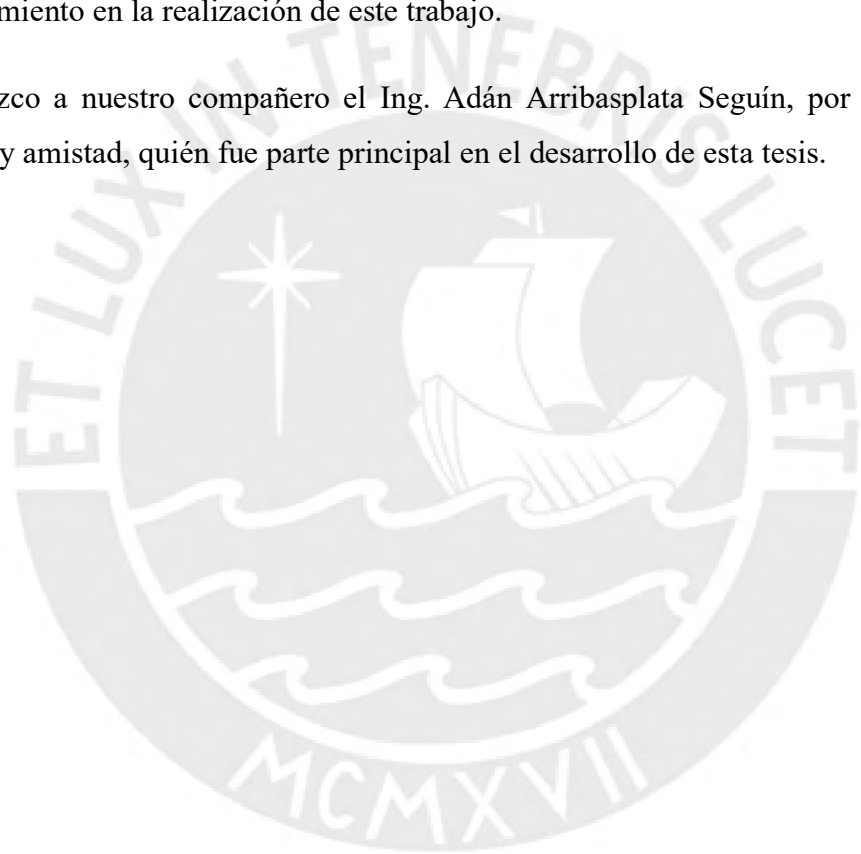 miento en la realización de este trabajo.
zco a nuestro compañero el Ing. Adán Arribasplata Seguín, por
y amistad, quién fue parte principal en el desarrollo de esta tesis.
ET LUX IN TENEBRIS LUCET
MCMXVII